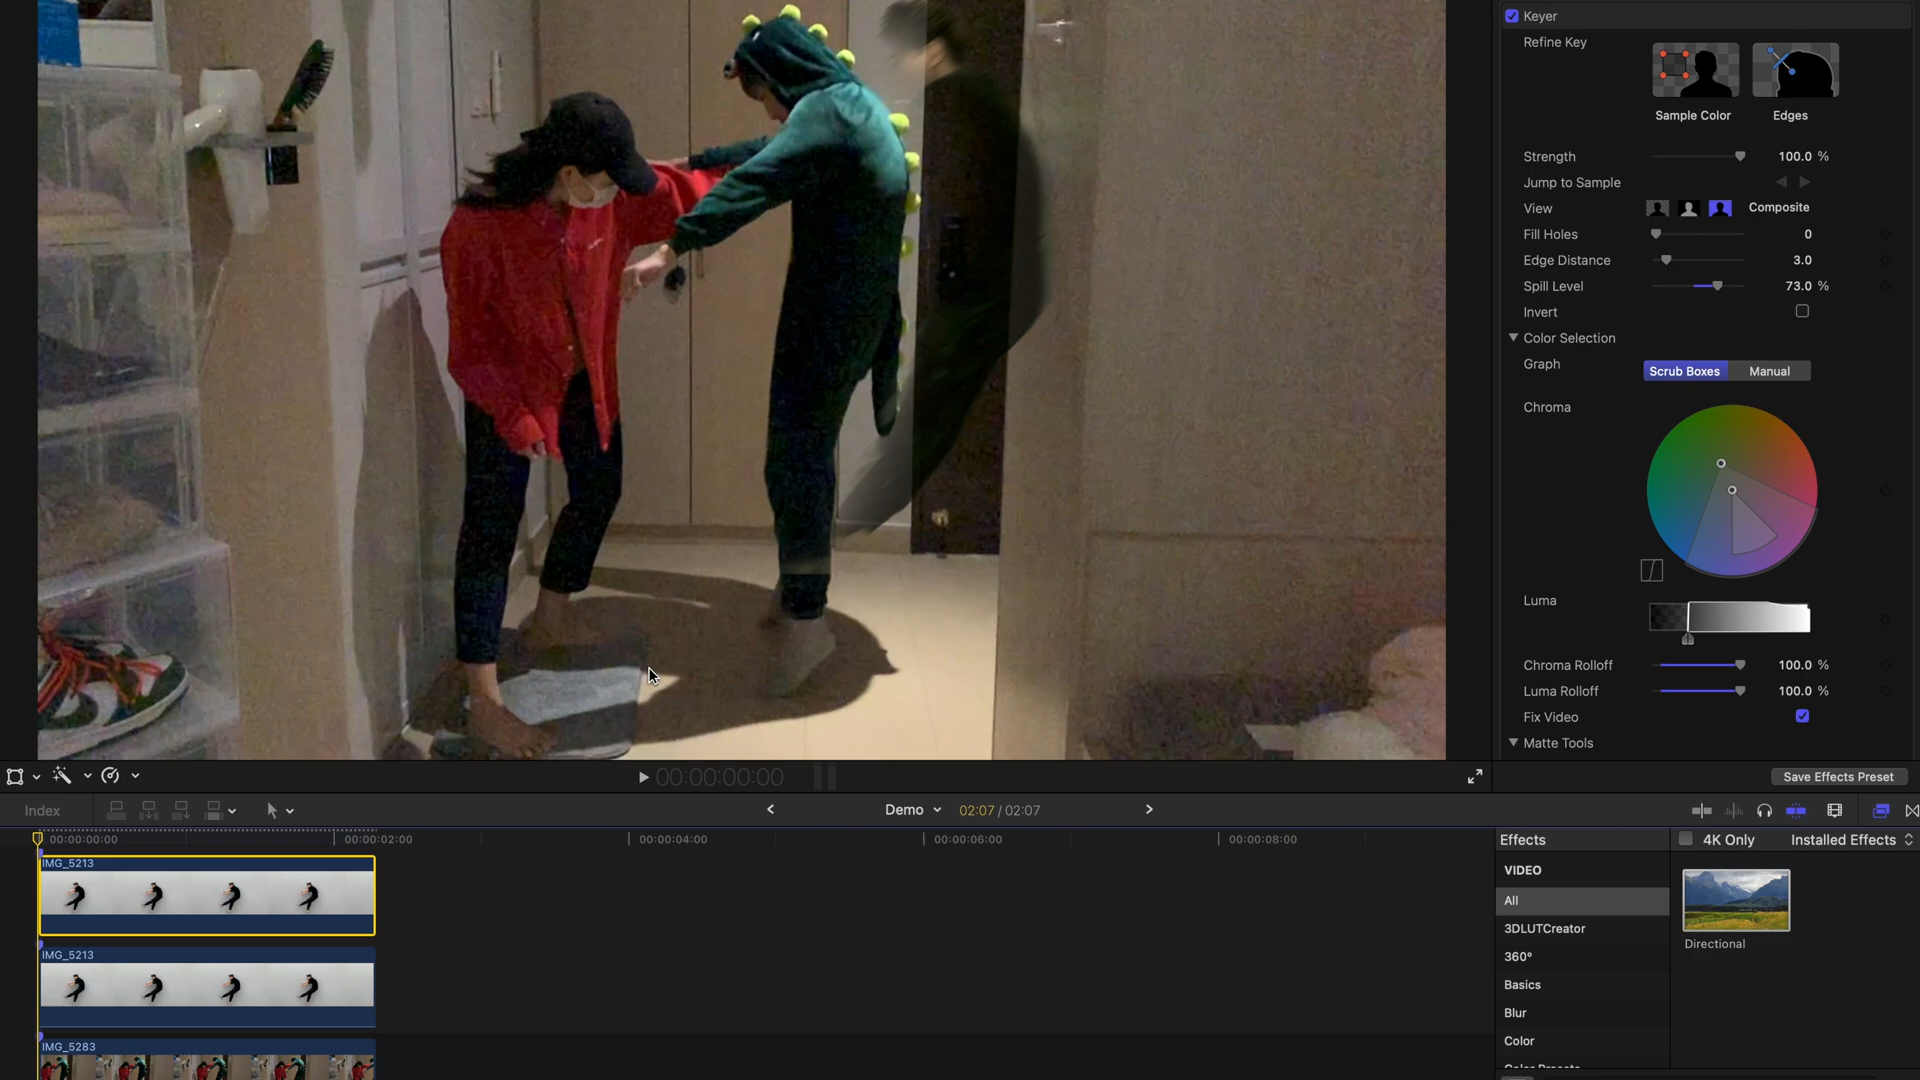 Keyer
Refine Key
Sample Color
Edges
Strength 100.0 %
Jump to Sample
View Composite
Fill Holes 0
Edge Distance 3.0
Spill Level 73.0 %
Invert
Color Selection
Graph Scrub Boxes Manual
Chroma
Luma
Chroma Rolloff 100.0 %
Luma Rolloff 100.0 %
Fix Video
Matte Tools
00:00:00:00
Save Effects Preset
Index
Demo 02:07 / 02:07
00:00:00:00 00:00:02:00 00:00:04:00 00:00:06:00 00:00:08:00
Effects
4K Only Installed Effects
IMG_5213
VIDEO
All
3DLUTCreator
Directional
IMG_5213
360°
Basics
Blur
IMG_5283
Color